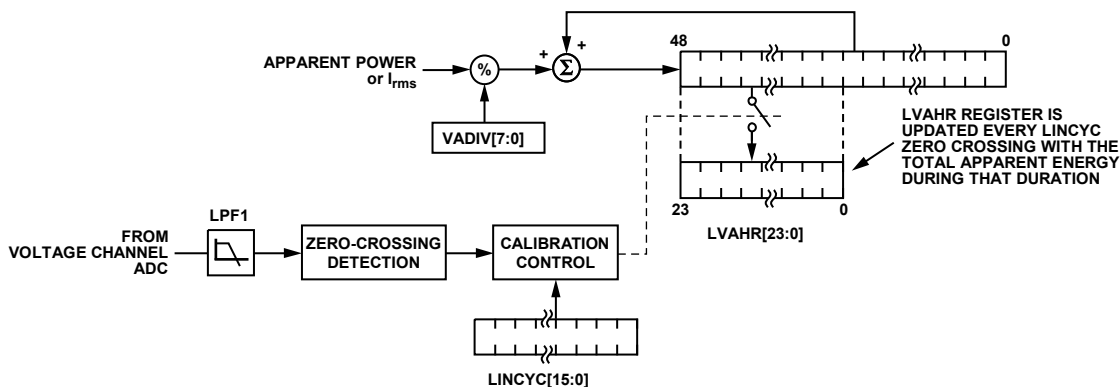 48
0
+
+
APPARENT POWER
or Irms
%
Σ
VADIV[7:0]
LVAHR REGISTER IS
UPDATED EVERY LINCYC
ZERO CROSSING WITH THE
TOTAL APPARENT ENERGY
DURING THAT DURATION
23
0
LVAHR[23:0]
LPF1
FROM
VOLTAGE CHANNEL
ADC
ZERO-CROSSING
DETECTION
CALIBRATION
CONTROL
LINCYC[15:0]